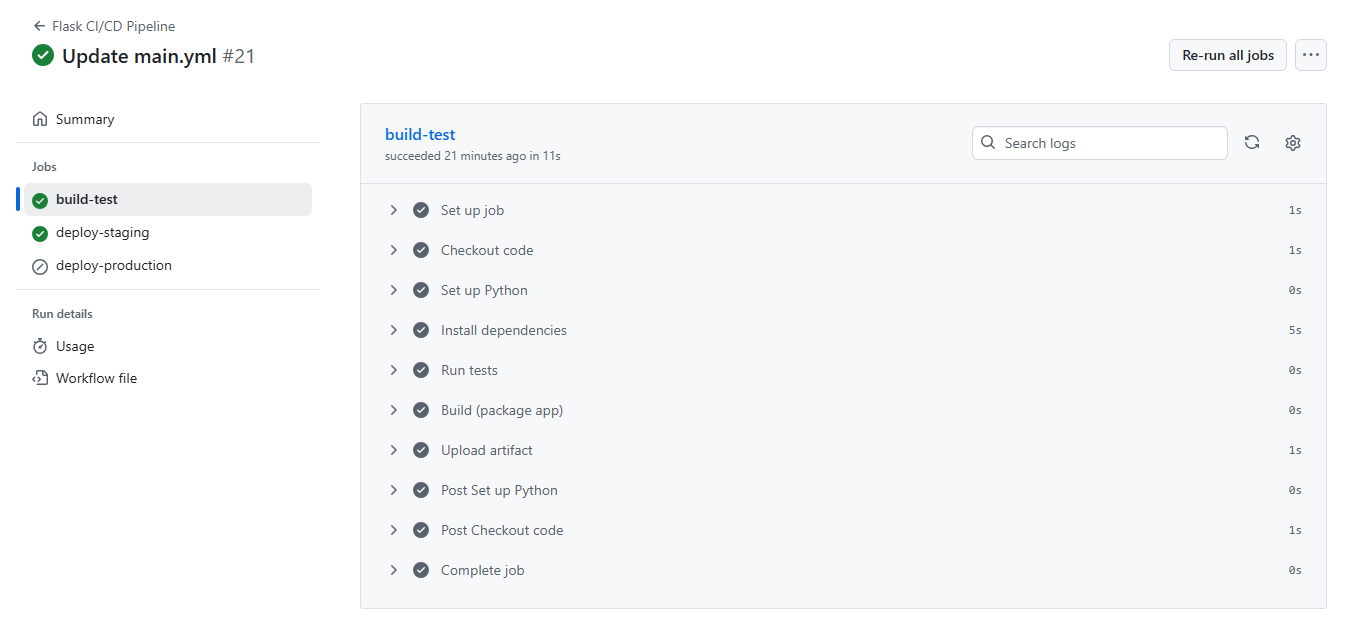 Flask CI/CD Pipeline
Update main.yml #21
Re-run all jobs
Summary
Jobs
build-test
deploy-staging
deploy-production
Run details
Usage
Workflow file
build-test
succeeded 21 minutes ago in 11s
Search logs
Set up job 1s
Checkout code 1s
Set up Python 0s
Install dependencies 5s
Run tests 0s
Build (package app) 0s
Upload artifact 1s
Post Set up Python 0s
Post Checkout code 1s
Complete job 0s